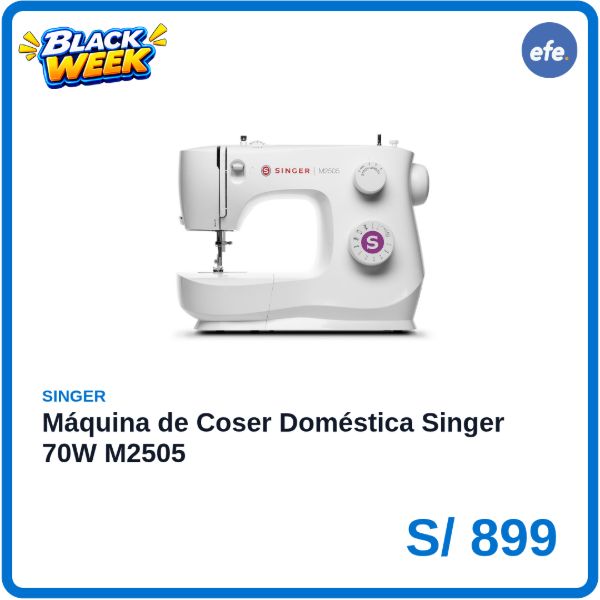 BLACK
WEEK
efe.
S SINGER | M2505
S
SINGER
Máquina de Coser Doméstica Singer
70W M2505
S/ 899